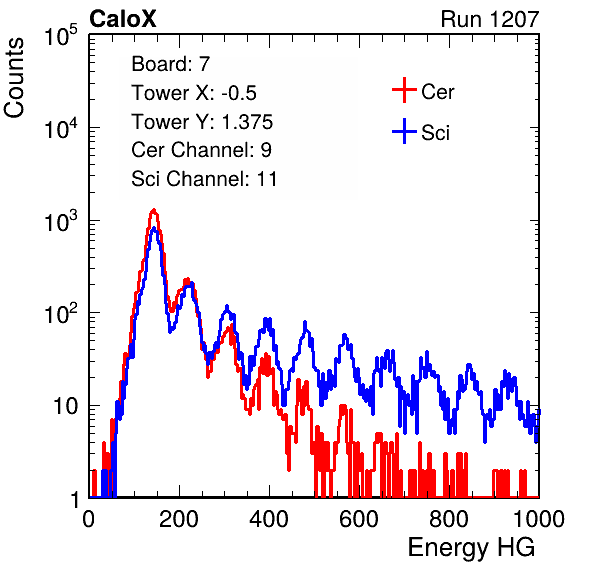 CaloX Run 1207
10^5
Counts
Board: 7
Tower X: -0.5
Tower Y: 1.375
Cer Channel: 9
Sci Channel: 11
Cer
Sci
10^4
10^3
10^2
10
1
0 200 400 600 800 1000
Energy HG